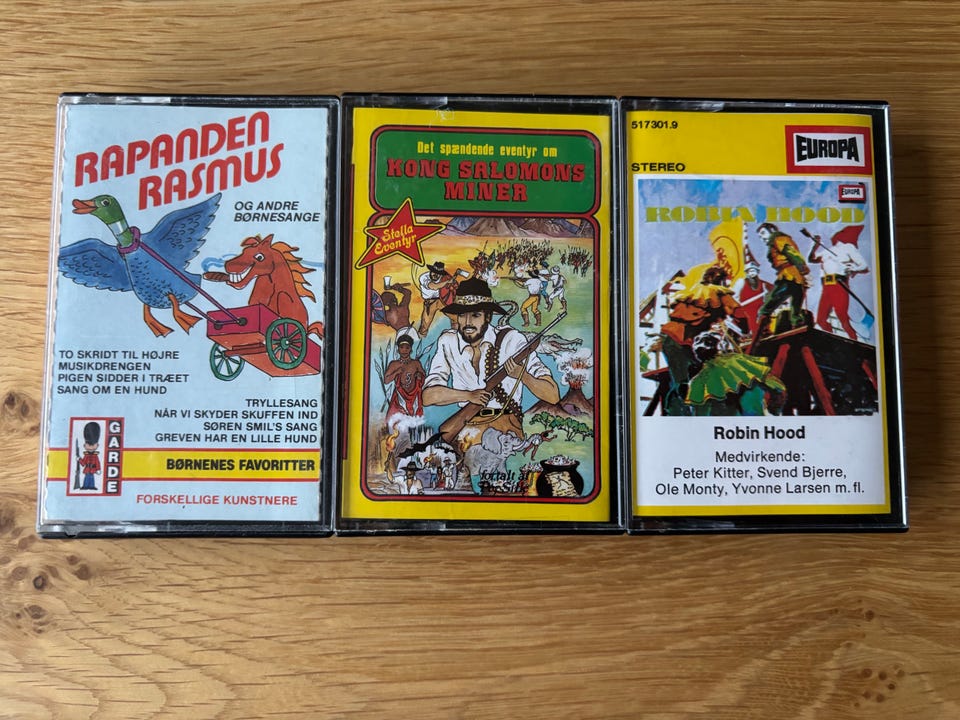 RAPANDEN
RASMUS
OG ANDRE
BØRNESANGE
TO SKRIDT TIL HØJRE
MUSIKDRENGEN
PIGEN SIDDER I TRÆET
SANG OM EN HUND
TRYLLESANG
NÅR VI SKYDER SKUFFEN IND
SØREN SMIL'S SANG
GREVEN HAR EN LILLE HUND
GARDE
BØRNENES FAVORITTER
FORSKELLIGE KUNSTNERE
Det spændende eventyr om
KONG SALOMONS
MINER
Stella
Eventyr
fortalt af
517301.9
EUROPA
STEREO
EUROPA
ROBIN HOOD
Robin Hood
Medvirkende:
Peter Kitter, Svend Bjerre,
Ole Monty, Yvonne Larsen m. fl.